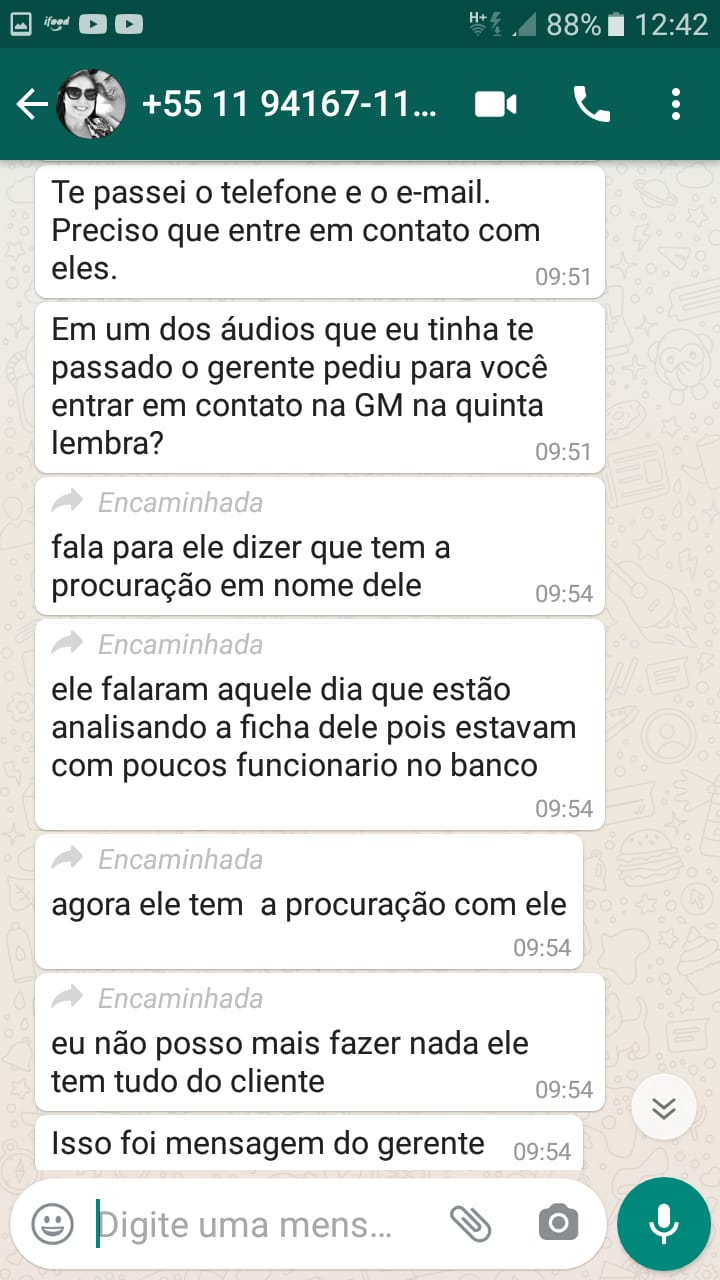 ifood
H+
88%
12:42
+55 11 94167-11...
Te passei o telefone e o e-mail.
Preciso que entre em contato com
eles.
09:51
Em um dos áudios que eu tinha te
passado o gerente pediu para você
entrar em contato na GM na quinta
lembra?
09:51
Encaminhada
fala para ele dizer que tem a
procuração em nome dele
09:54
Encaminhada
ele falaram aquele dia que estão
analisando a ficha dele pois estavam
com poucos funcionario no banco
09:54
Encaminhada
agora ele tem  a procuração com ele
09:54
Encaminhada
eu não posso mais fazer nada ele
tem tudo do cliente
09:54
Isso foi mensagem do gerente
09:54
Digite uma mens...